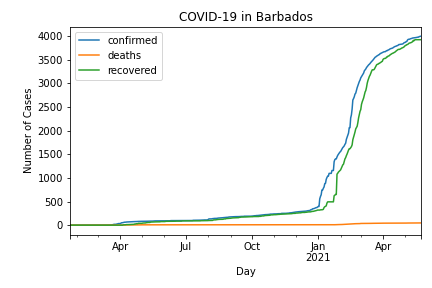 COVID-19 in Barbados
confirmed
deaths
recovered
Number of Cases
4000
3500
3000
2500
2000
1500
1000
500
0
Apr
Jul
Oct
Jan
2021
Apr
Day